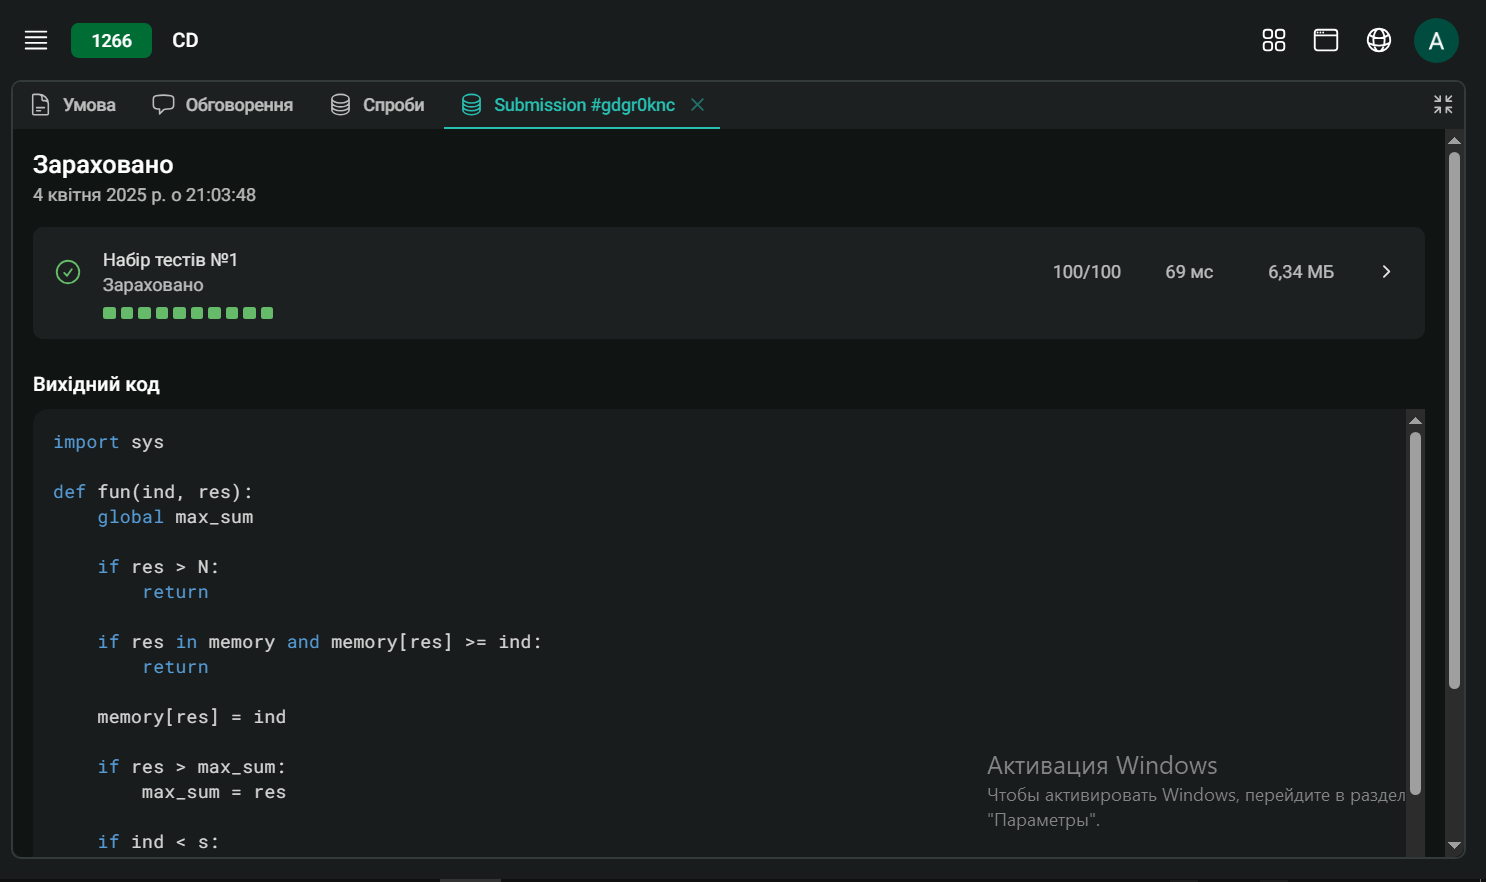 1266 CD
A
Умова Обговорення Спроби Submission #gdgr0knc
Зараховано
4 квітня 2025 р. о 21:03:48
Набір тестів №1
Зараховано
100/100 69 мс 6,34 МБ
Вихідний код
import sys
def fun(ind, res):
    global max_sum
    if res > N:
        return
    if res in memory and memory[res] >= ind:
        return
    memory[res] = ind
    if res > max_sum:
        max_sum = res
    if ind < s:
Активация Windows
Чтобы активировать Windows, перейдите в раздел
"Параметры".